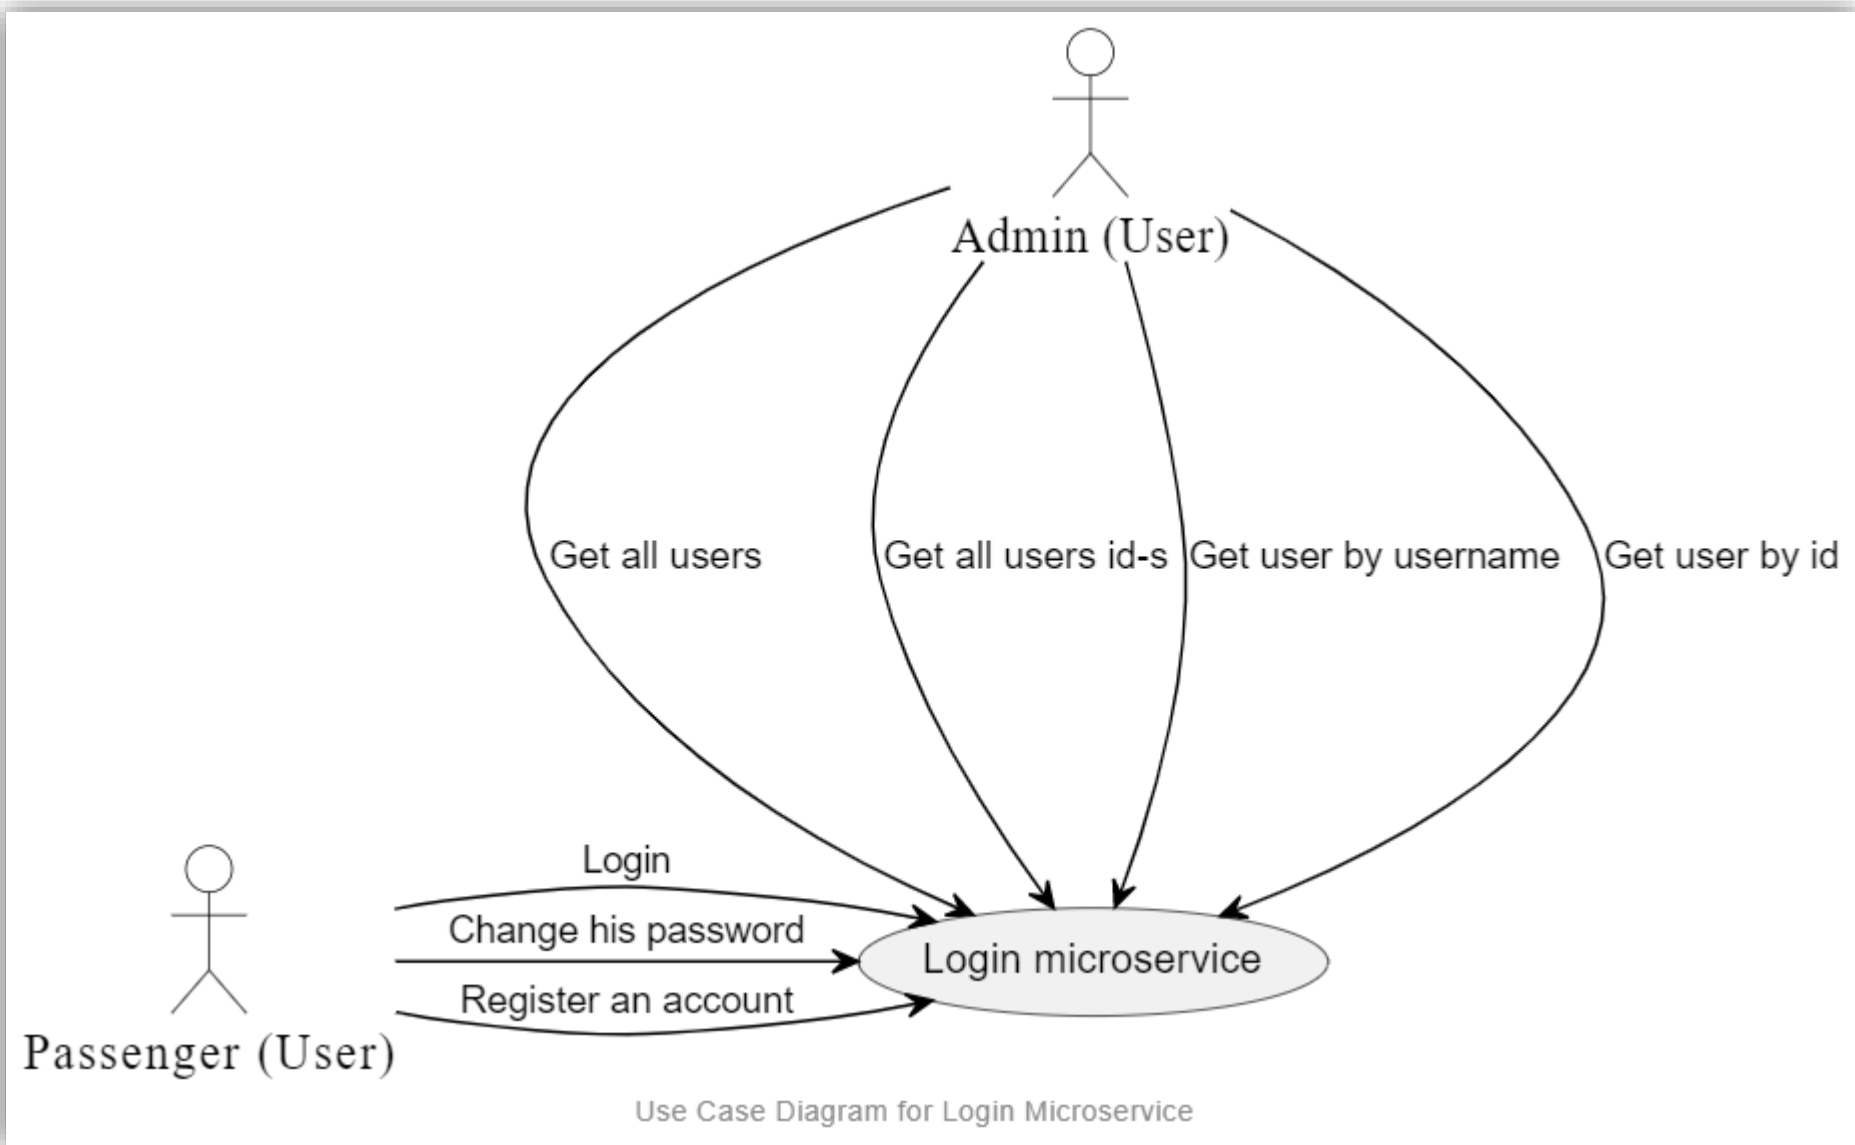 Admin (User)
Get all users
Get all users id-s
Get user by username
Get user by id
Login
Change his password
Register an account
Login microservice
Passenger (User)
Use Case Diagram for Login Microservice